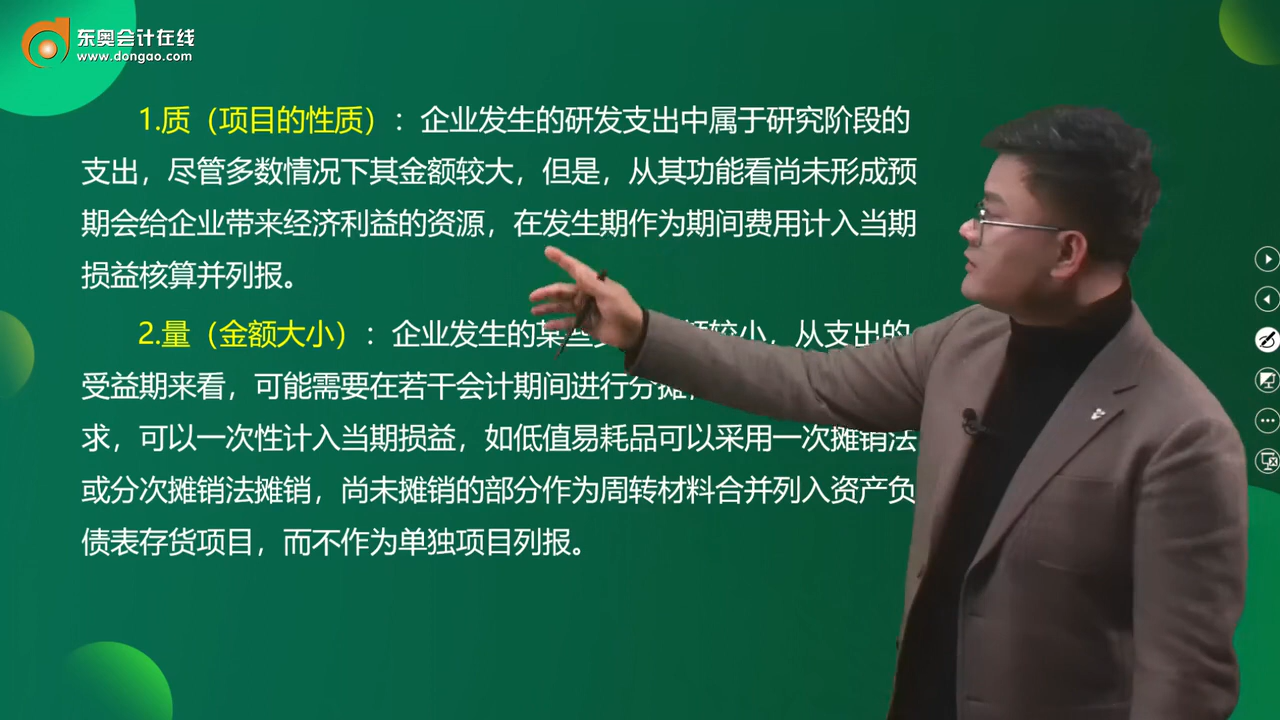 东奥会计在线
www.dongao.com
1.质（项目的性质）：企业发生的研发支出中属于研究阶段的
支出，尽管多数情况下其金额较大，但是，从其功能看尚未形成预
期会给企业带来经济利益的资源，在发生期作为期间费用计入当期
损益核算并列报。
2.量（金额大小）：企业发生的某些 额较小，从支出的
受益期来看，可能需要在若干会计期间进行分摊，
求，可以一次性计入当期损益，如低值易耗品可以采用一次摊销法
或分次摊销法摊销，尚未摊销的部分作为周转材料合并列入资产负
债表存货项目，而不作为单独项目列报。